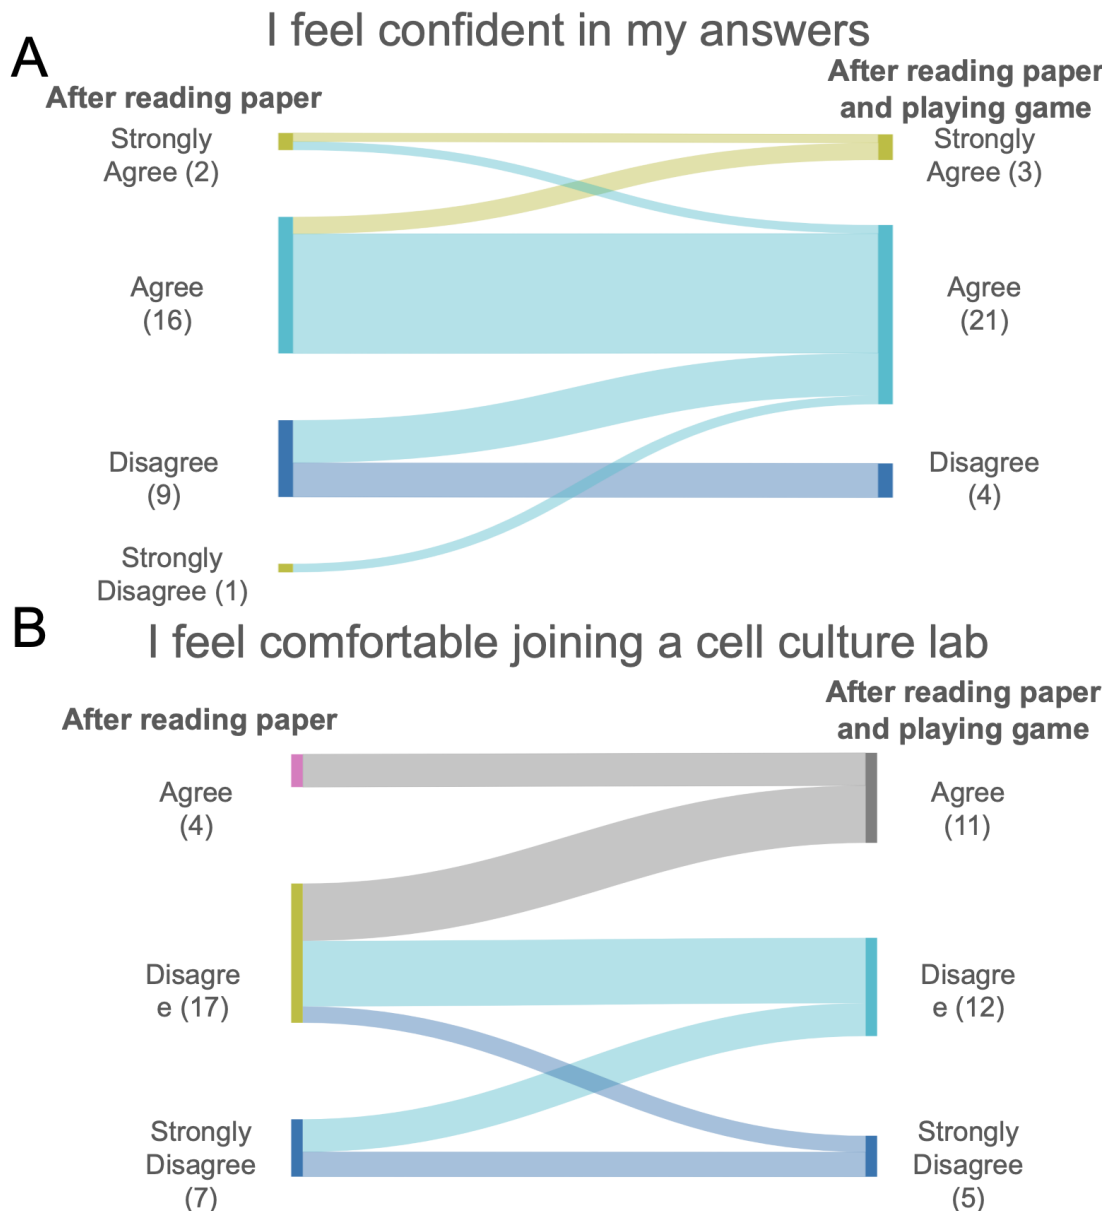 A
I feel confident in my answers
After reading paper
After reading paper
and playing game
Strongly
Agree (2)
Strongly
Agree (3)
Agree
(16)
Agree
(21)
Disagree
(9)
Disagree
(4)
Strongly
Disagree (1)
B
I feel comfortable joining a cell culture lab
After reading paper
After reading paper
and playing game
Agree
(4)
Agree
(11)
Disagre
e (17)
Disagre
e (12)
Strongly
Disagree
(7)
Strongly
Disagree
(5)